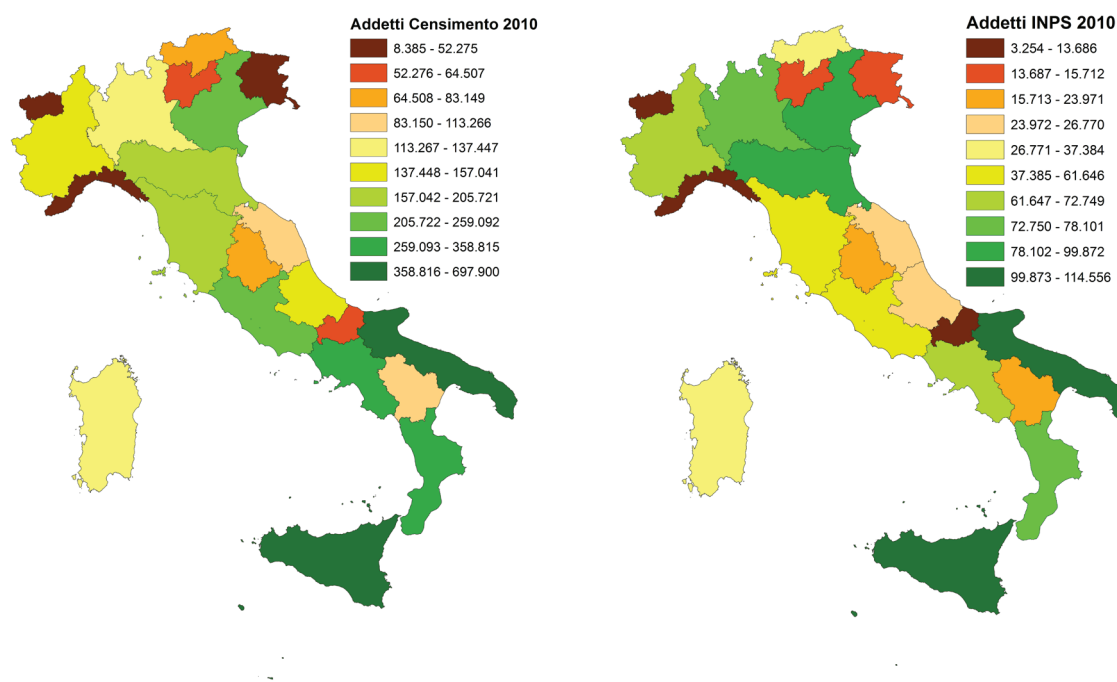 Addetti Censimento 2010
8.385 - 52.275
52.276 - 64.507
64.508 - 83.149
83.150 - 113.266
113.267 - 137.447
137.448 - 157.041
157.042 - 205.721
205.722 - 259.092
259.093 - 358.815
358.816 - 697.900
Addetti INPS 2010
3.254 - 13.686
13.687 - 15.712
15.713 - 23.971
23.972 - 26.770
26.771 - 37.384
37.385 - 61.646
61.647 - 72.749
72.750 - 78.101
78.102 - 99.872
99.873 - 114.556